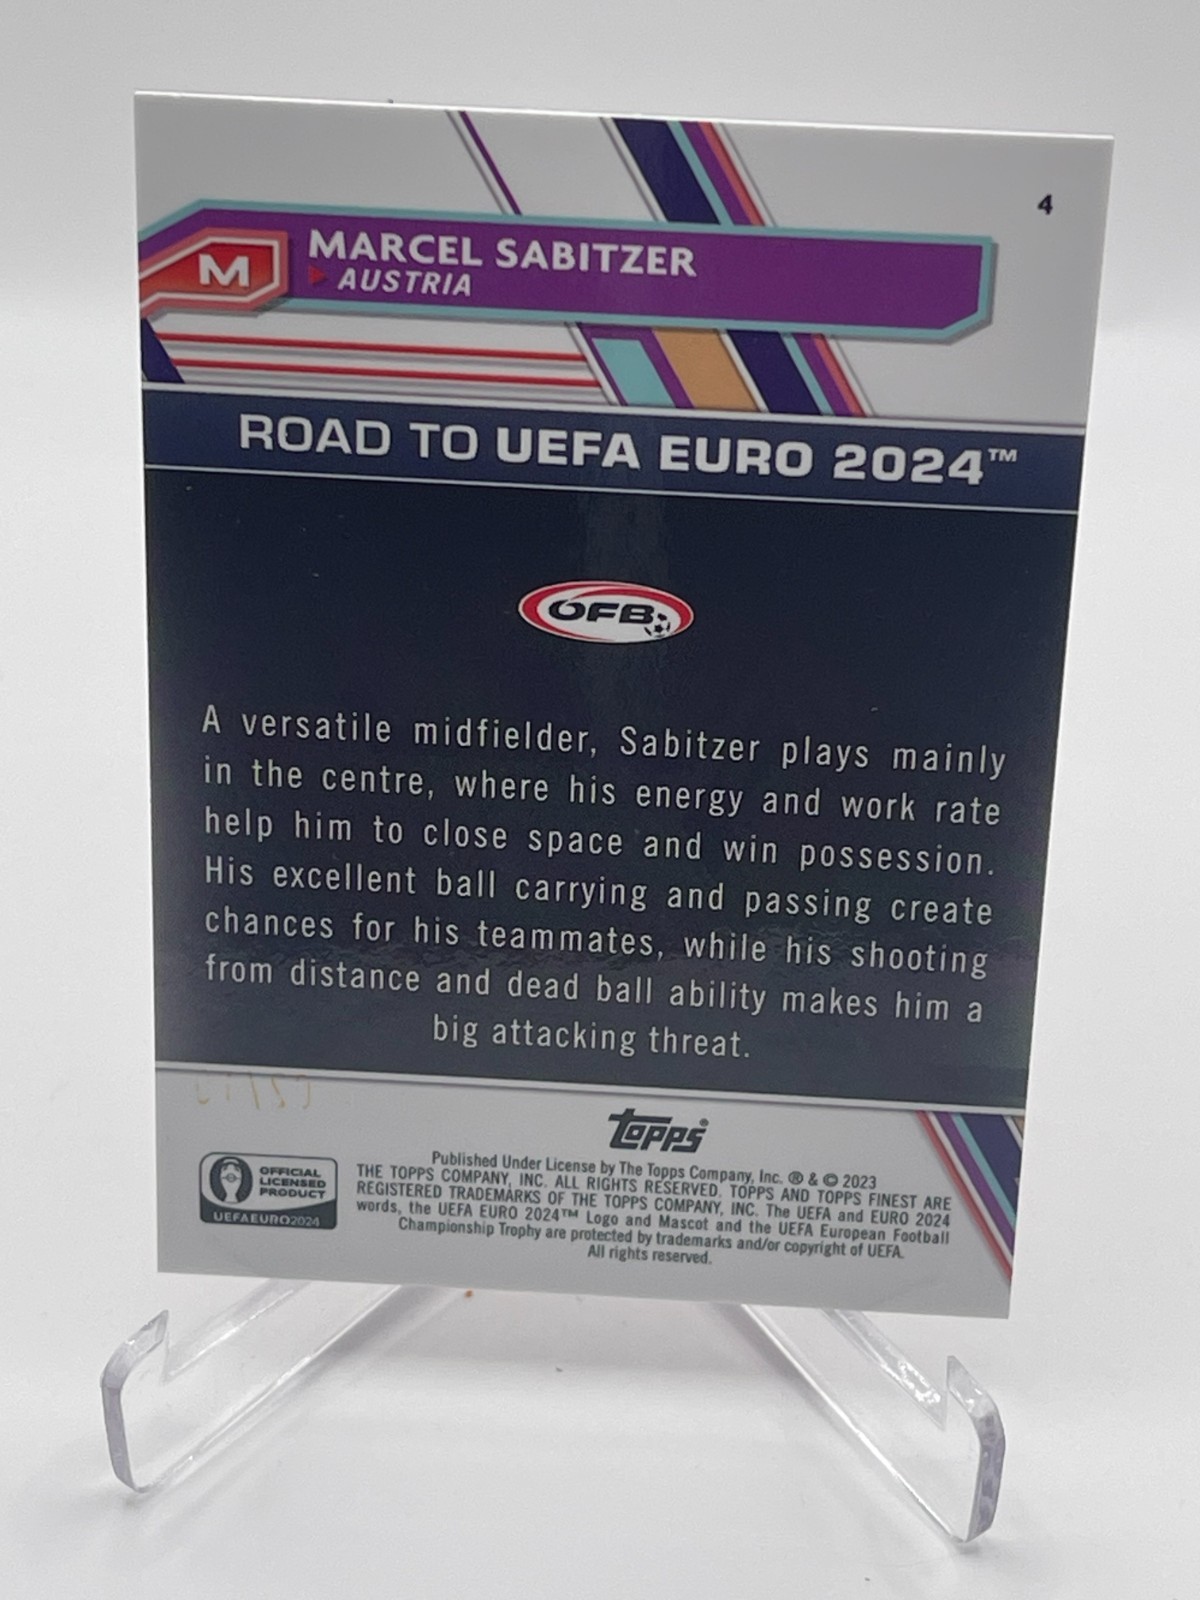 4
M
MARCEL SABITZER
AUSTRIA
ROAD TO UEFA EURO 2024™
ÖFB
A versatile midfielder, Sabitzer plays mainly
in the centre, where his energy and work rate
help him to close space and win possession.
His excellent ball carrying and passing create
chances for his teammates, while his shooting
from distance and dead ball ability makes him a
big attacking threat.
topps®
OFFICIAL
LICENSED
PRODUCT
UEFAEURO2024
Published Under License by The Topps Company, Inc. ® & © 2023
THE TOPPS COMPANY, INC. ALL RIGHTS RESERVED. TOPPS AND TOPPS FINEST ARE
REGISTERED TRADEMARKS OF THE TOPPS COMPANY, INC. The UEFA and EURO 2024
words, the UEFA EURO 2024™ Logo and Mascot and the UEFA European Football
Championship Trophy are protected by trademarks and/or copyright of UEFA.
All rights reserved.